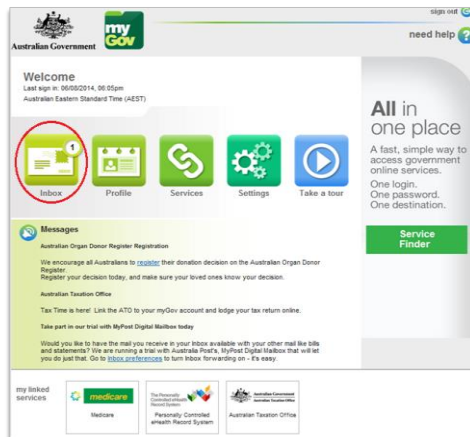 sign out
Australian Government
my
Gov
need help ?
Welcome
Last sign in: 06/08/2014, 06:05pm
Australian Eastern Standard Time (AEST)
1
Inbox
Profile
Services
Settings
Take a tour
All in
one place
A fast, simple way to
access government
online services.
One login.
One password.
One destination.
Service
Finder
Messages
Australian Organ Donor Register Registration
We encourage all Australians to register their donation decision on the Australian Organ Donor
Register.
Register your decision today, and make sure your loved ones know your decision.
Australian Taxation Office
Tax Time is here! Link the ATO to your myGov account and lodge your tax return online.
Take part in our trial with MyPost Digital Mailbox today
Would you like to have the mail you receive in your Inbox available with your other mail like bills
and statements? We are running a trial with Australia Post's, MyPost Digital Mailbox that will let
you do just that. Go to Inbox preferences to turn Inbox forwarding on - it's easy.
my linked
services
medicare
Medicare
The Personally
Controlled eHealth
Record System
Personally Controlled
eHealth Record System
Australian Government
Australian Taxation Office
Australian Taxation Office